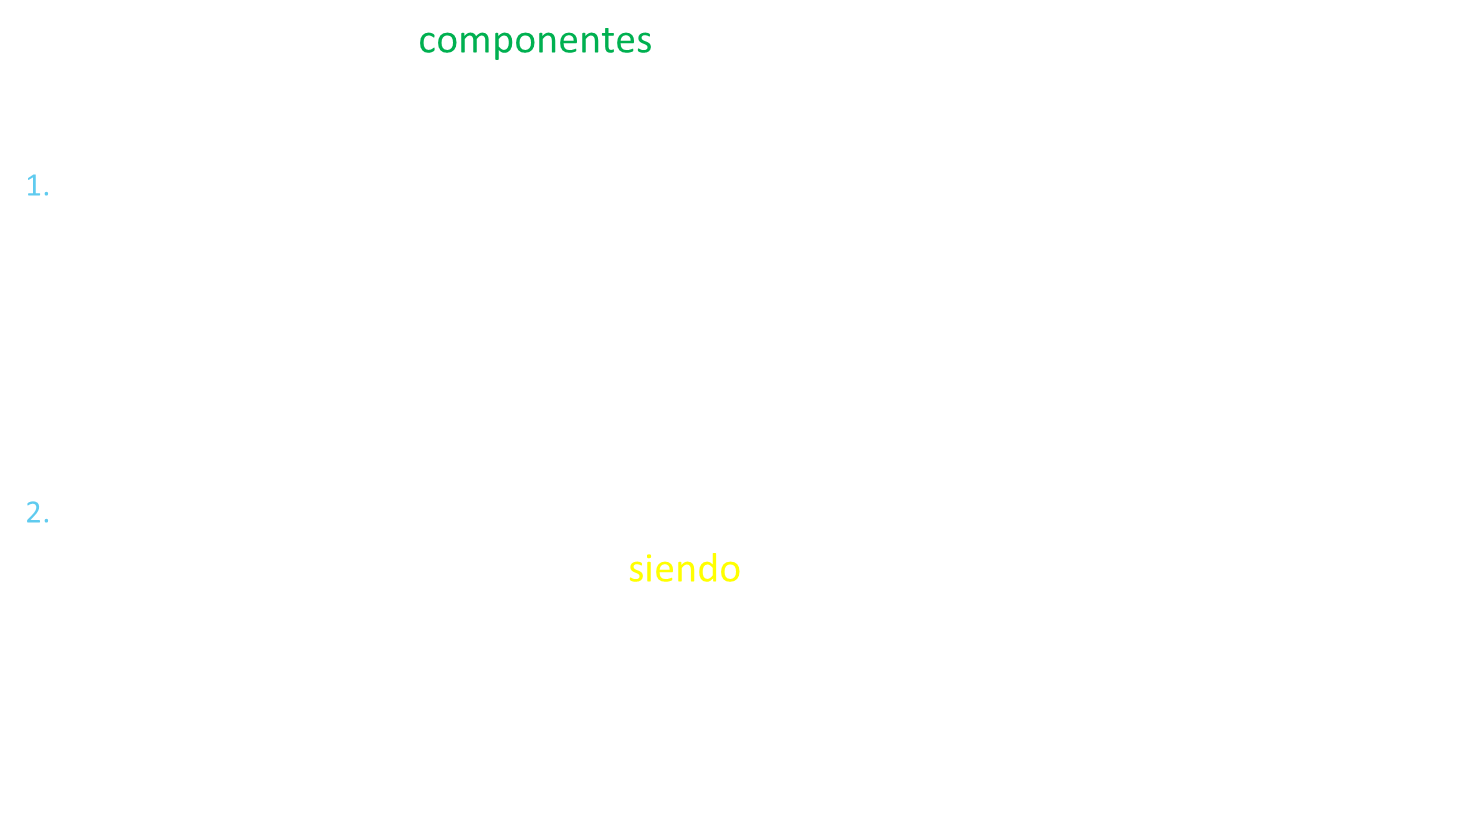 componentes
1.
2.
siendo